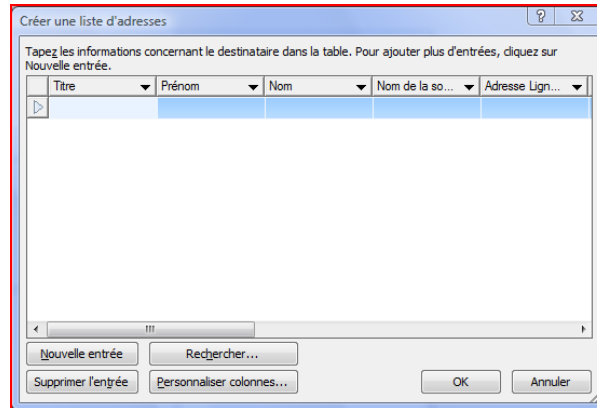 Créer une liste d'adresses
Tapez les informations concernant le destinataire dans la table. Pour ajouter plus d'entrées, cliquez sur
Nouvelle entrée.
Titre Prénom Nom Nom de la so... Adresse Lign...
Nouvelle entrée Rechercher...
Supprimer l'entrée Personnaliser colonnes... OK Annuler